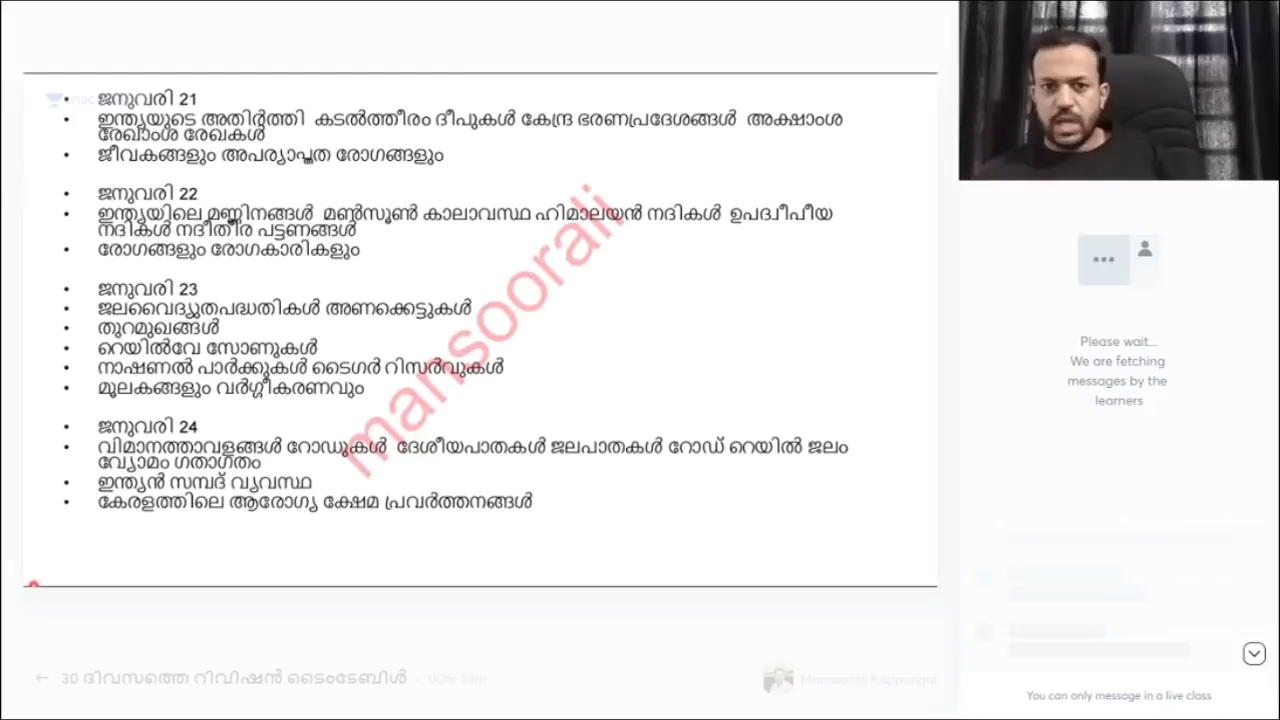 ജനുവരി 21
ഇന്ത്യയുടെ അതിർത്തി കടൽത്തീരം ദീപുകൾ കേന്ദ്ര ഭരണപ്രദേശങ്ങൾ അക്ഷാംശ
രേഖാംശ രേഖകൾ
ജീവകങ്ങളും അപര്യാപ്തത രോഗങ്ങളും
ജനുവരി 22
ഇന്ത്യയിലെ മണ്ണിനങ്ങൾ മൺസൂൺ കാലാവസ്ഥ ഹിമാലയൻ നദികൾ ഉപദ്വീപീയ
നദികൾ നദീതീര പട്ടണങ്ങൾ
രോഗങ്ങളും രോഗകാരികളും
ജനുവരി 23
ജലവൈദ്യുതപദ്ധതികൾ അണക്കെട്ടുകൾ
തുറമുഖങ്ങൾ
റെയിൽവേ സോണുകൾ
നാഷണൽ പാർക്കുകൾ ടൈഗർ റിസർവുകൾ
മൂലകങ്ങളും വർഗ്ഗീകരണവും
ജനുവരി 24
വിമാനത്താവളങ്ങൾ റോഡുകൾ ദേശീയപാതകൾ ജലപാതകൾ റോഡ് റെയിൽ ജലം
വ്യോമം ഗതാഗതം
ഇന്ത്യൻ സമ്പദ് വ്യവസ്ഥ
കേരളത്തിലെ ആരോഗ്യ ക്ഷേമ പ്രവർത്തനങ്ങൾ
mansoorali
30 ദിവസത്തെ റിവിഷൻ ടൈംടേബിൾ
Please wait...
We are fetching
messages by the
learners
You can only message in a live class